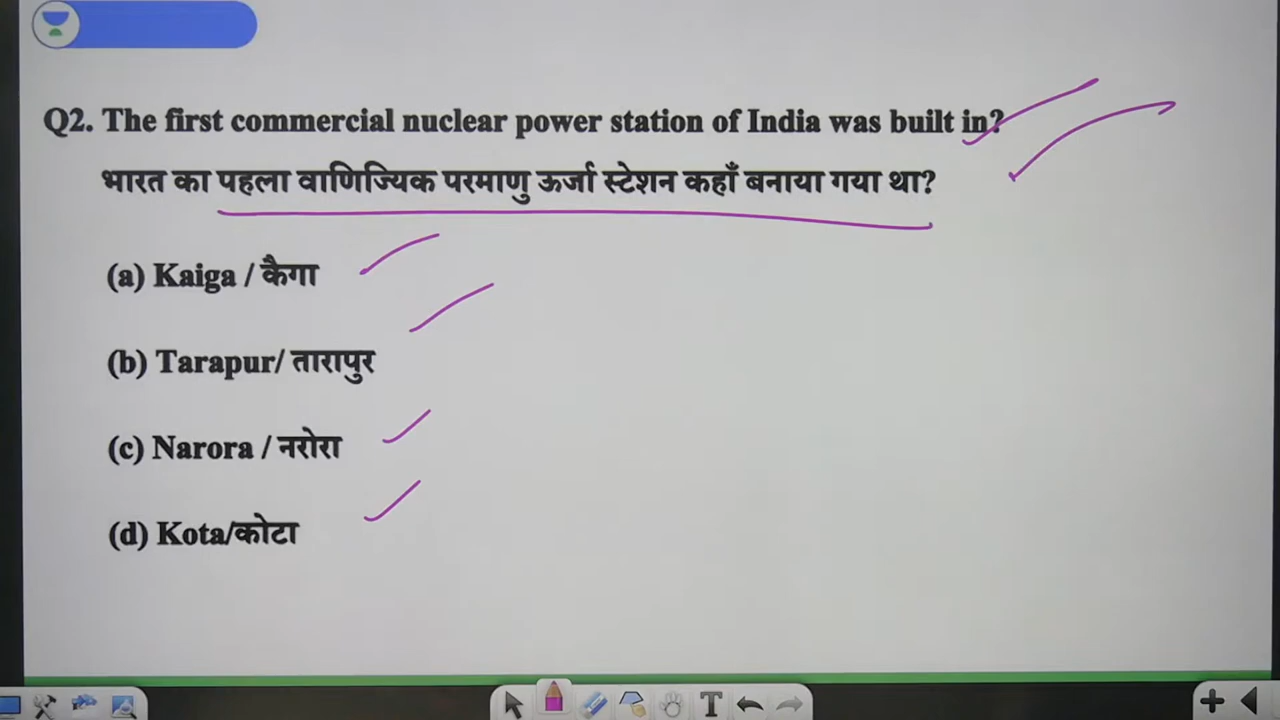 Q2. The first commercial nuclear power station of India was built in?
भारत का पहला वाणिज्यिक परमाणु ऊर्जा स्टेशन कहाँ बनाया गया था?
(a) Kaiga / कैगा
(b) Tarapur/ तारापुर
(c) Narora / नरोरा
(d) Kota/कोटा
T